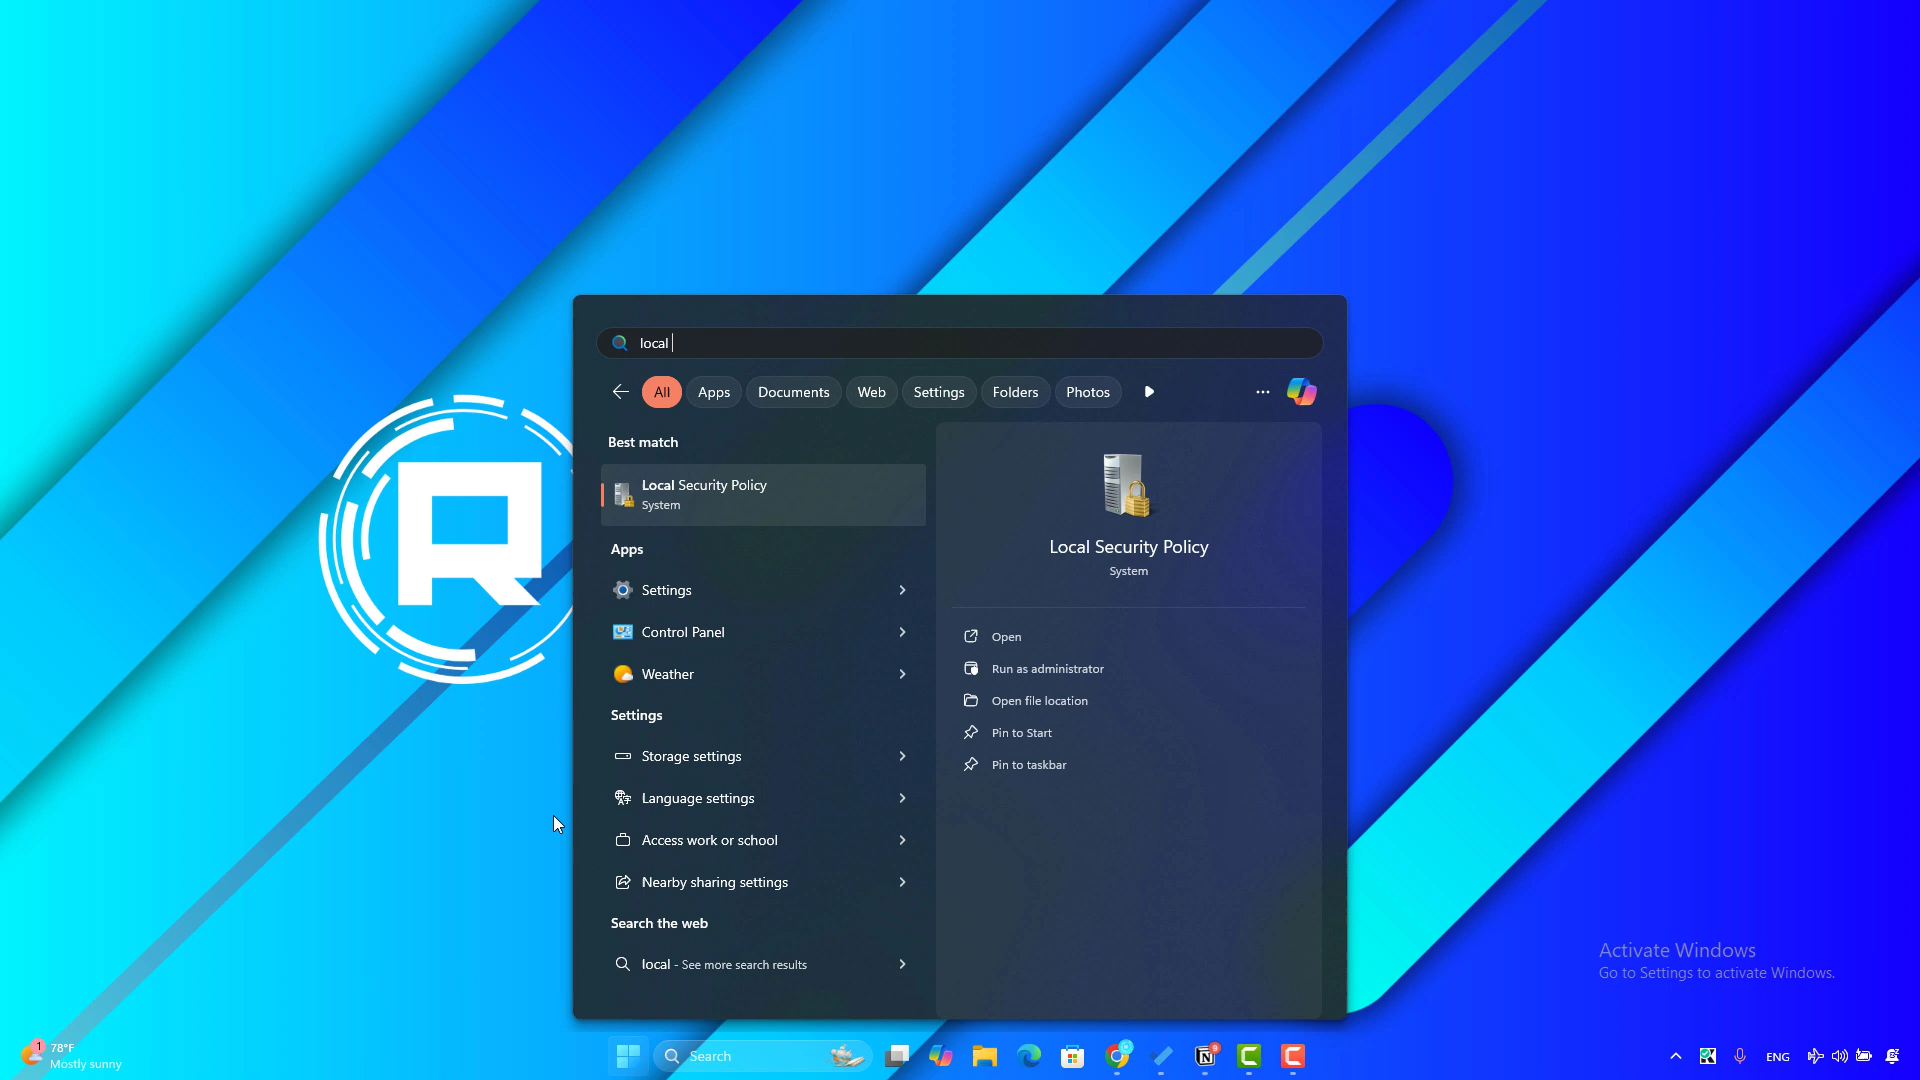 local
All Apps Documents Web Settings Folders Photos
Best match
Local Security Policy
System
Apps
Settings
Control Panel
Weather
Settings
Storage settings
Language settings
Access work or school
Nearby sharing settings
Search the web
local - See more search results
Local Security Policy
System
Open
Run as administrator
Open file location
Pin to Start
Pin to taskbar
R
Activate Windows
Go to Settings to activate Windows.
1
78°F
Mostly sunny
Search
9
ENG